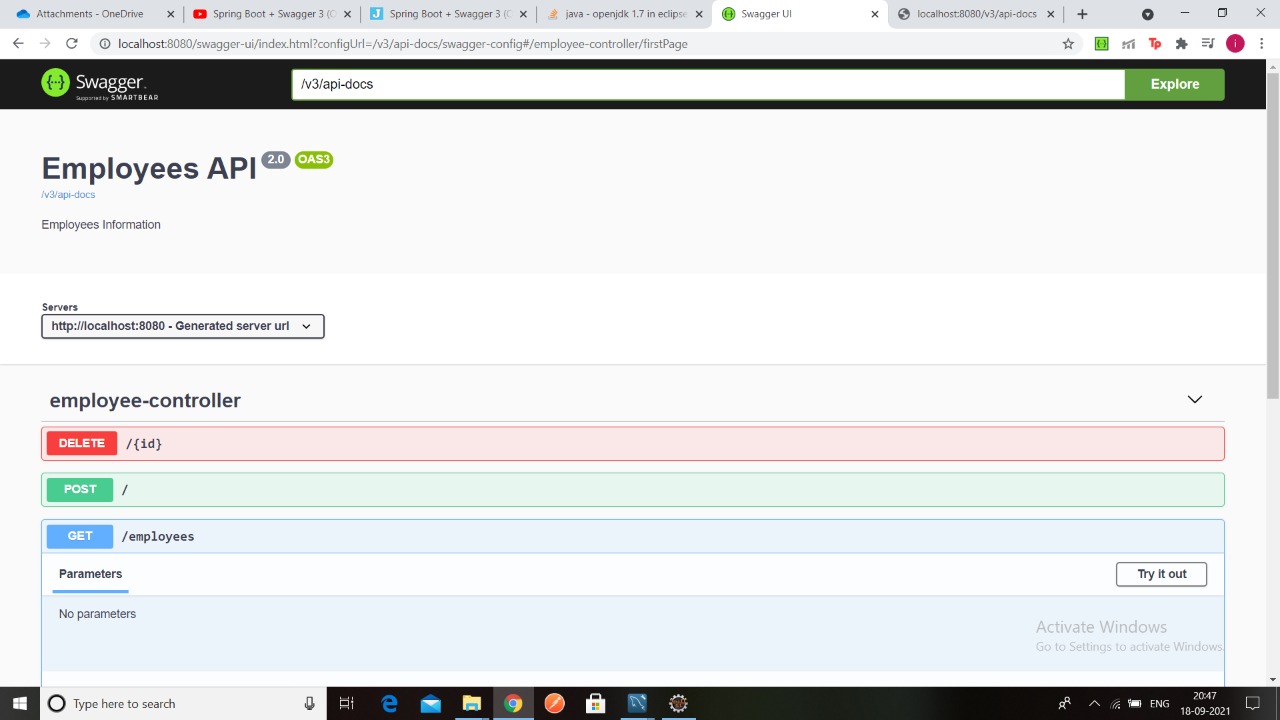 Attachments - OneDrive
Spring Boot + Swagger 3 (O
Spring Boot + Swagger 3 (O
java - openjdk 17 in eclipse
Swagger UI
localhost:8080/v3/api-docs
localhost:8080/swagger-ui/index.html?configUrl=/v3/api-docs/swagger-config#/employee-controller/firstPage
Tp
i
Swagger
Supported by SMARTBEAR
/v3/api-docs
Explore
Employees API 2.0 OAS3
/v3/api-docs
Employees Information
Servers
http://localhost:8080 - Generated server url
employee-controller
DELETE /{id}
POST /
GET /employees
Parameters
Try it out
No parameters
Activate Windows
Go to Settings to activate Windows.
Type here to search
ENG
20:47
18-09-2021